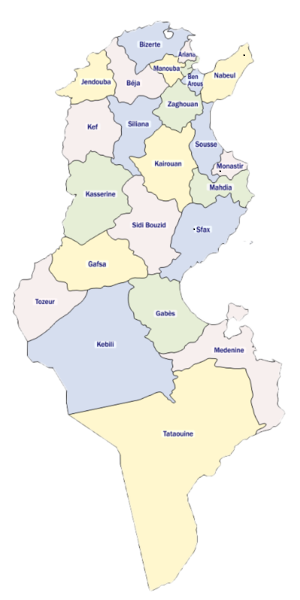 Bizerte
Ariana
Manouba
Ben
Arous
Nabeul
Jendouba
Béja
Zaghouan
Kef
Siliana
Sousse
Kairouan
Monastir
Mahdia
Kasserine
Sidi Bouzid
Sfax
Gafsa
Tozeur
Gabès
Kebili
Medenine
Tataouine